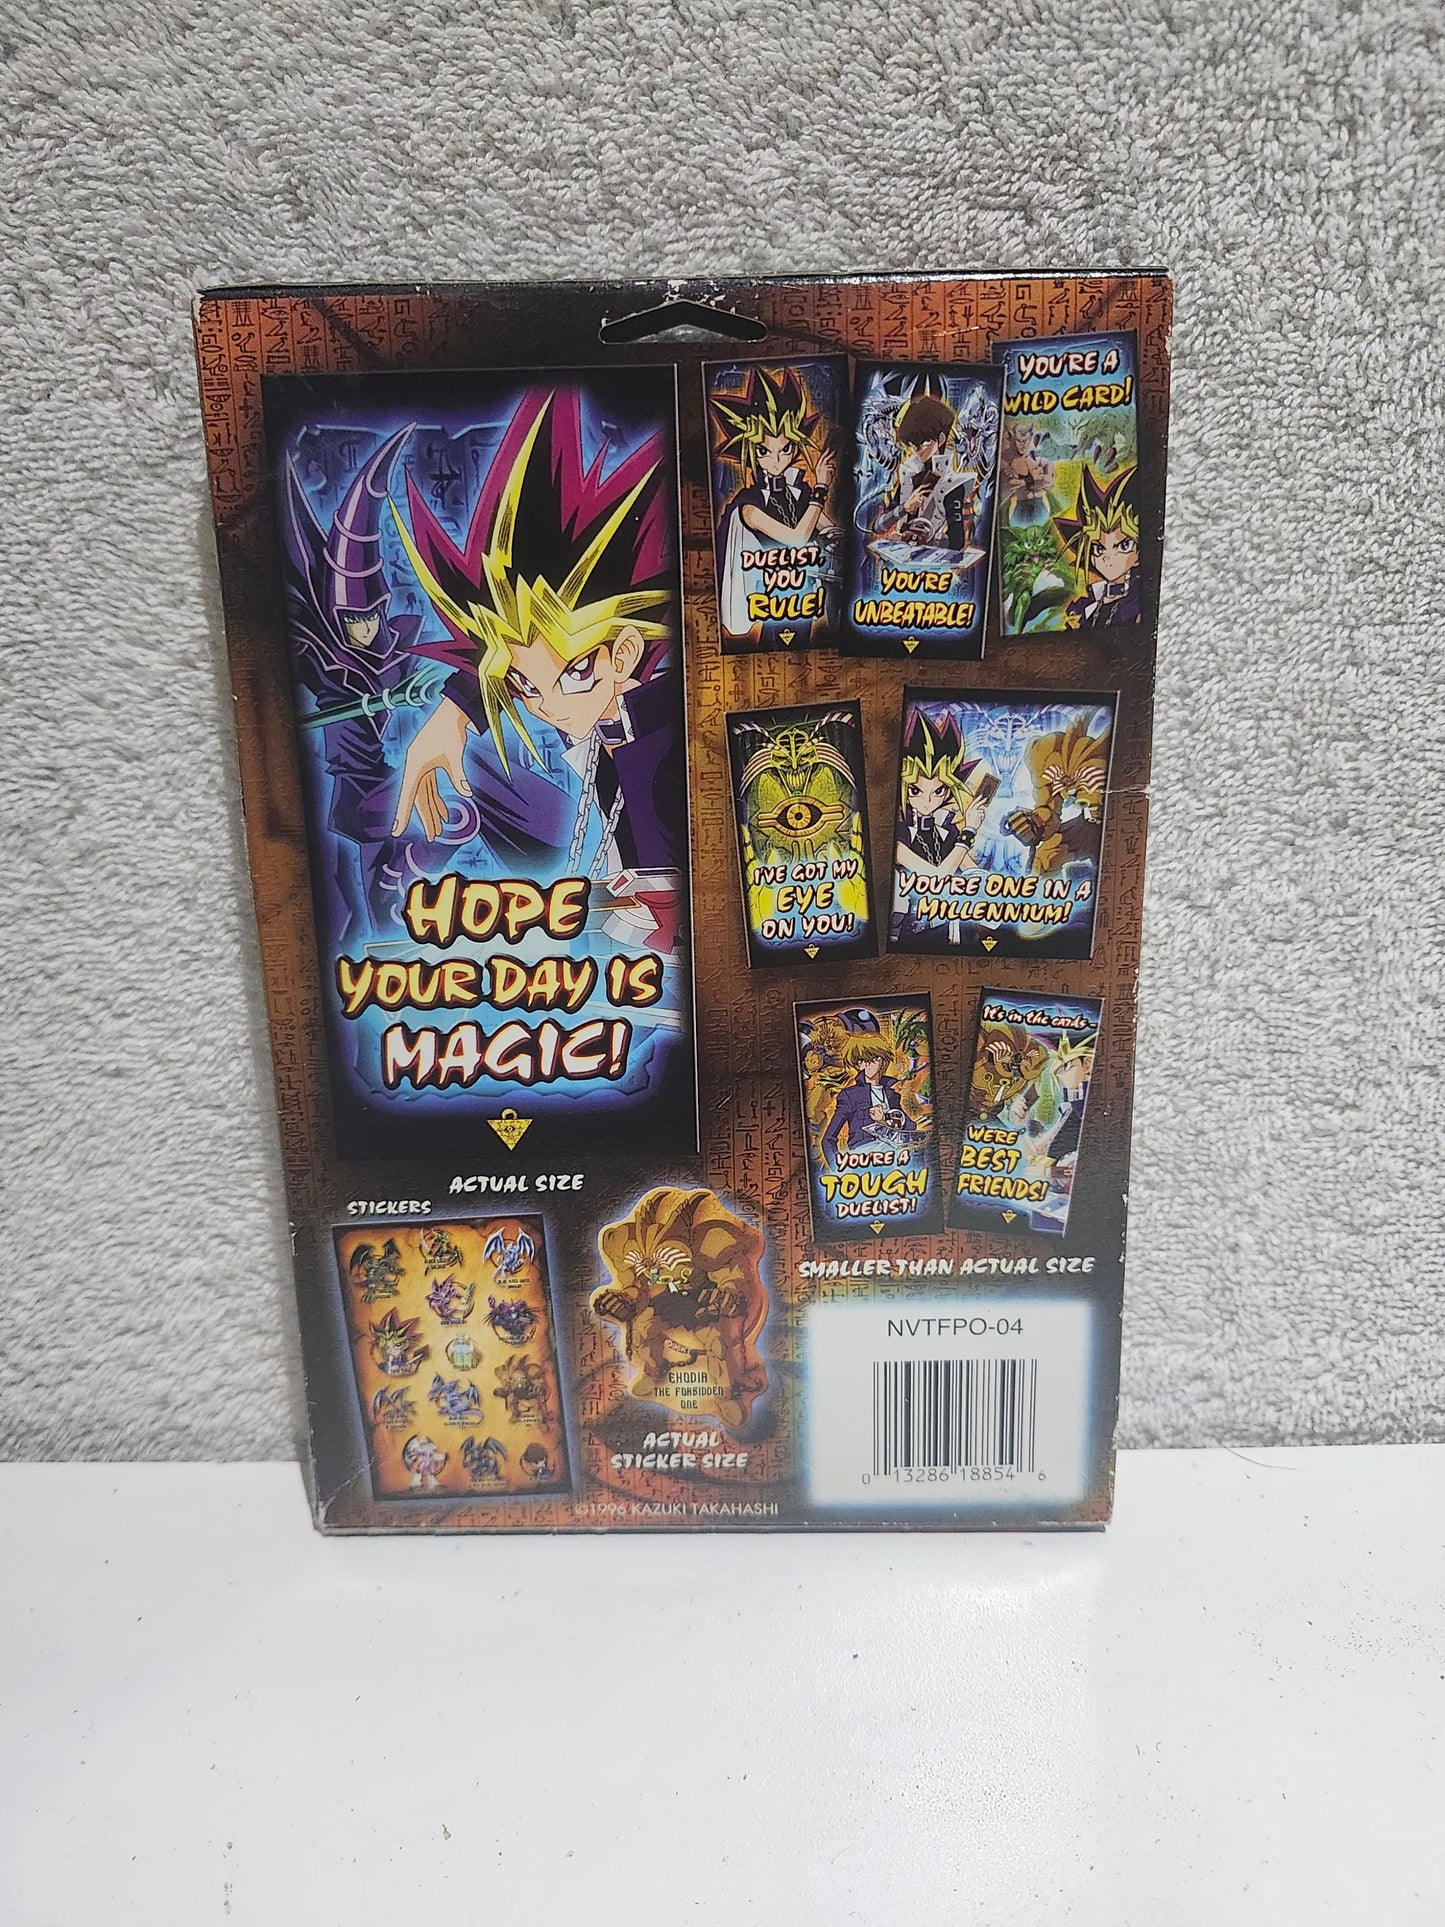 HOPE
YOUR DAY IS
MAGIC!
ACTUAL SIZE
DUELIST,
YOU
RULE!
YOU'RE
UNBEATABLE!
YOU'RE A
WILD CARD!
I'VE GOT MY
EYE
ON YOU!
YOU'RE ONE IN A
MILLENNIUM!
YOU'RE A
TOUGH
DUELIST!
It's in the cards -
WE'RE
BEST
FRIENDS!
SMALLER THAN ACTUAL SIZE
STICKERS
EXODIA
THE FORBIDDEN
ONE
ACTUAL
STICKER SIZE
NVTFPO-04
0 13286 18854 6
©1996 KAZUKI TAKAHASHI